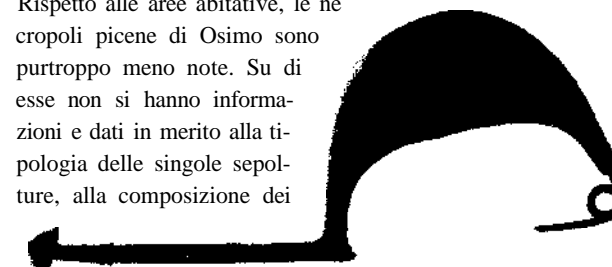 Rispetto alle aree abitative, le ne
cropoli picene di Osimo sono
purtroppo meno note. Su di
esse non si hanno informa-
zioni e dati in merito alla ti-
pologia delle singole sepol-
ture, alla composizione dei